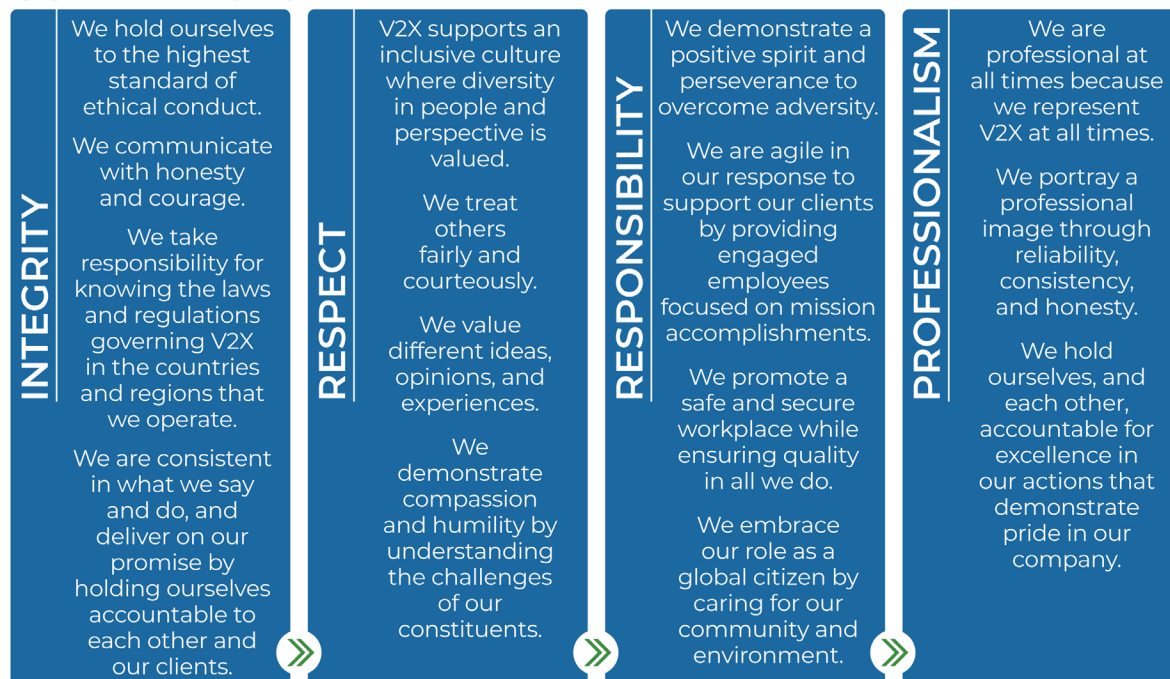 INTEGRITY
We hold ourselves
to the highest
standard of
ethical conduct.
We communicate
with honesty
and courage.
We take
responsibility for
knowing the laws
and regulations
governing V2X
in the countries
and regions that
we operate.
We are consistent
in what we say
and do, and
deliver on our
promise by
holding ourselves
accountable to
each other and
our clients.
RESPECT
V2X supports an
inclusive culture
where diversity
in people and
perspective is
valued.
We treat
others
fairly and
courteously.
We value
different ideas,
opinions, and
experiences.
We
demonstrate
compassion
and humility by
understanding
the challenges
of our
constituents.
RESPONSIBILITY
We demonstrate a
positive spirit and
perseverance to
overcome adversity.
We are agile in
our response to
support our clients
by providing
engaged
employees
focused on mission
accomplishments.
We promote a
safe and secure
workplace while
ensuring quality
in all we do.
We embrace
our role as a
global citizen by
caring for our
community and
environment.
PROFESSIONALISM
We are
professional at
all times because
we represent
V2X at all times.
We portray a
professional
image through
reliability,
consistency,
and honesty.
We hold
ourselves, and
each other,
accountable for
excellence in
our actions that
demonstrate
pride in our
company.